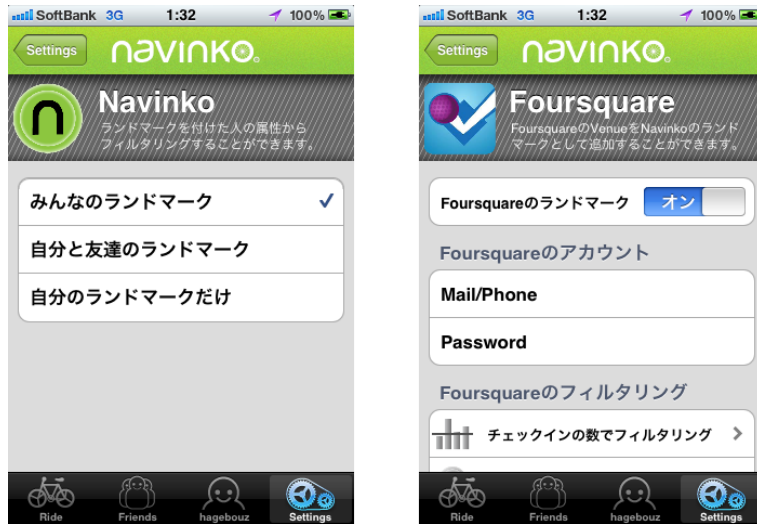 SoftBank 3G 1:32 100%
Settings navinko
Navinko
ランドマークを付けた人の属性から
フィルタリングすることができます。
みんなのランドマーク
自分と友達のランドマーク
自分のランドマークだけ
Ride Friends hagebouz Settings
SoftBank 3G 1:32 100%
Settings navinko
Foursquare
FoursquareのVenueをNavinkoのランド
マークとして追加することができます。
Foursquareのランドマーク オン
Foursquareのアカウント
Mail/Phone
Password
Foursquareのフィルタリング
チェックインの数でフィルタリング
Ride Friends hagebouz Settings